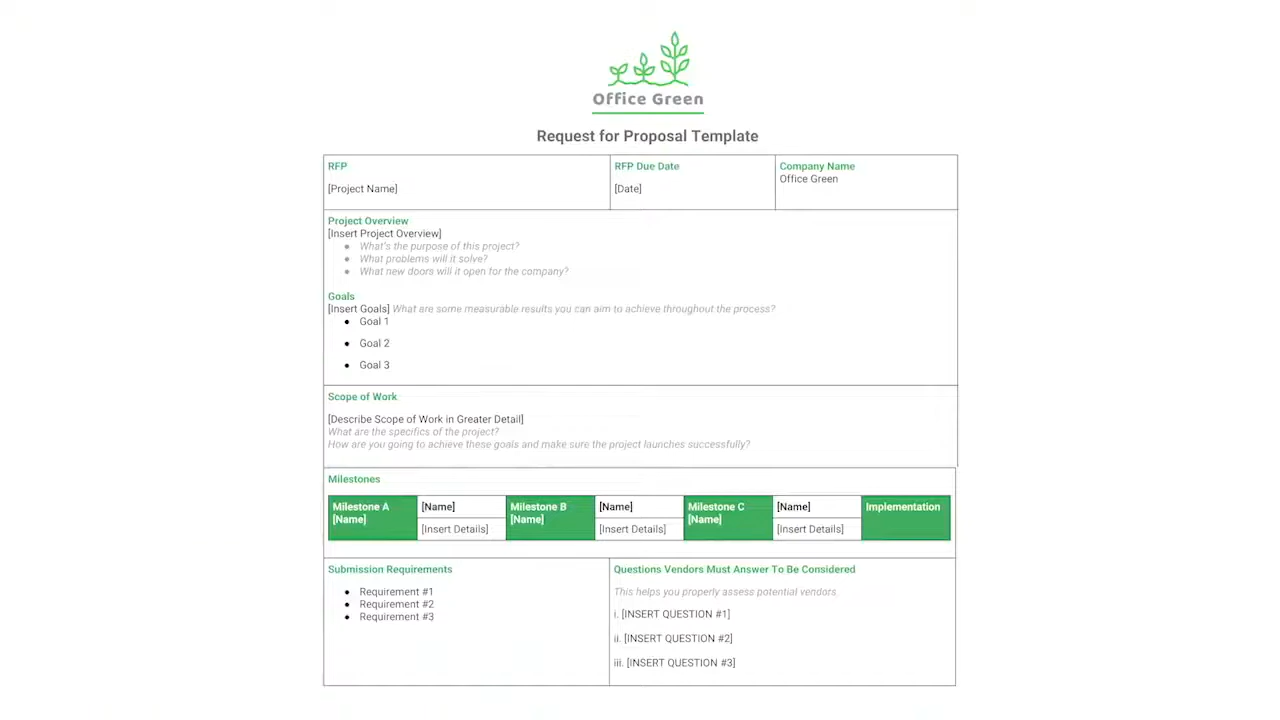 Office Green
Request for Proposal Template
RFP
[Project Name]
RFP Due Date
[Date]
Company Name
Office Green
Project Overview
[Insert Project Overview]
● What's the purpose of this project?
● What problems will it solve?
● What new doors will it open for the company?
Goals
[Insert Goals] What are some measurable results you can aim to achieve throughout the process?
● Goal 1
● Goal 2
● Goal 3
Scope of Work
[Describe Scope of Work in Greater Detail]
What are the specifics of the project?
How are you going to achieve these goals and make sure the project launches successfully?
Milestones
Milestone A
[Name]
[Name]
[Insert Details]
Milestone B
[Name]
[Name]
[Insert Details]
Milestone C
[Name]
[Name]
[Insert Details]
Implementation
Submission Requirements
● Requirement #1
● Requirement #2
● Requirement #3
Questions Vendors Must Answer To Be Considered
This helps you properly assess potential vendors
i. [INSERT QUESTION #1]
ii. [INSERT QUESTION #2]
iii. [INSERT QUESTION #3]